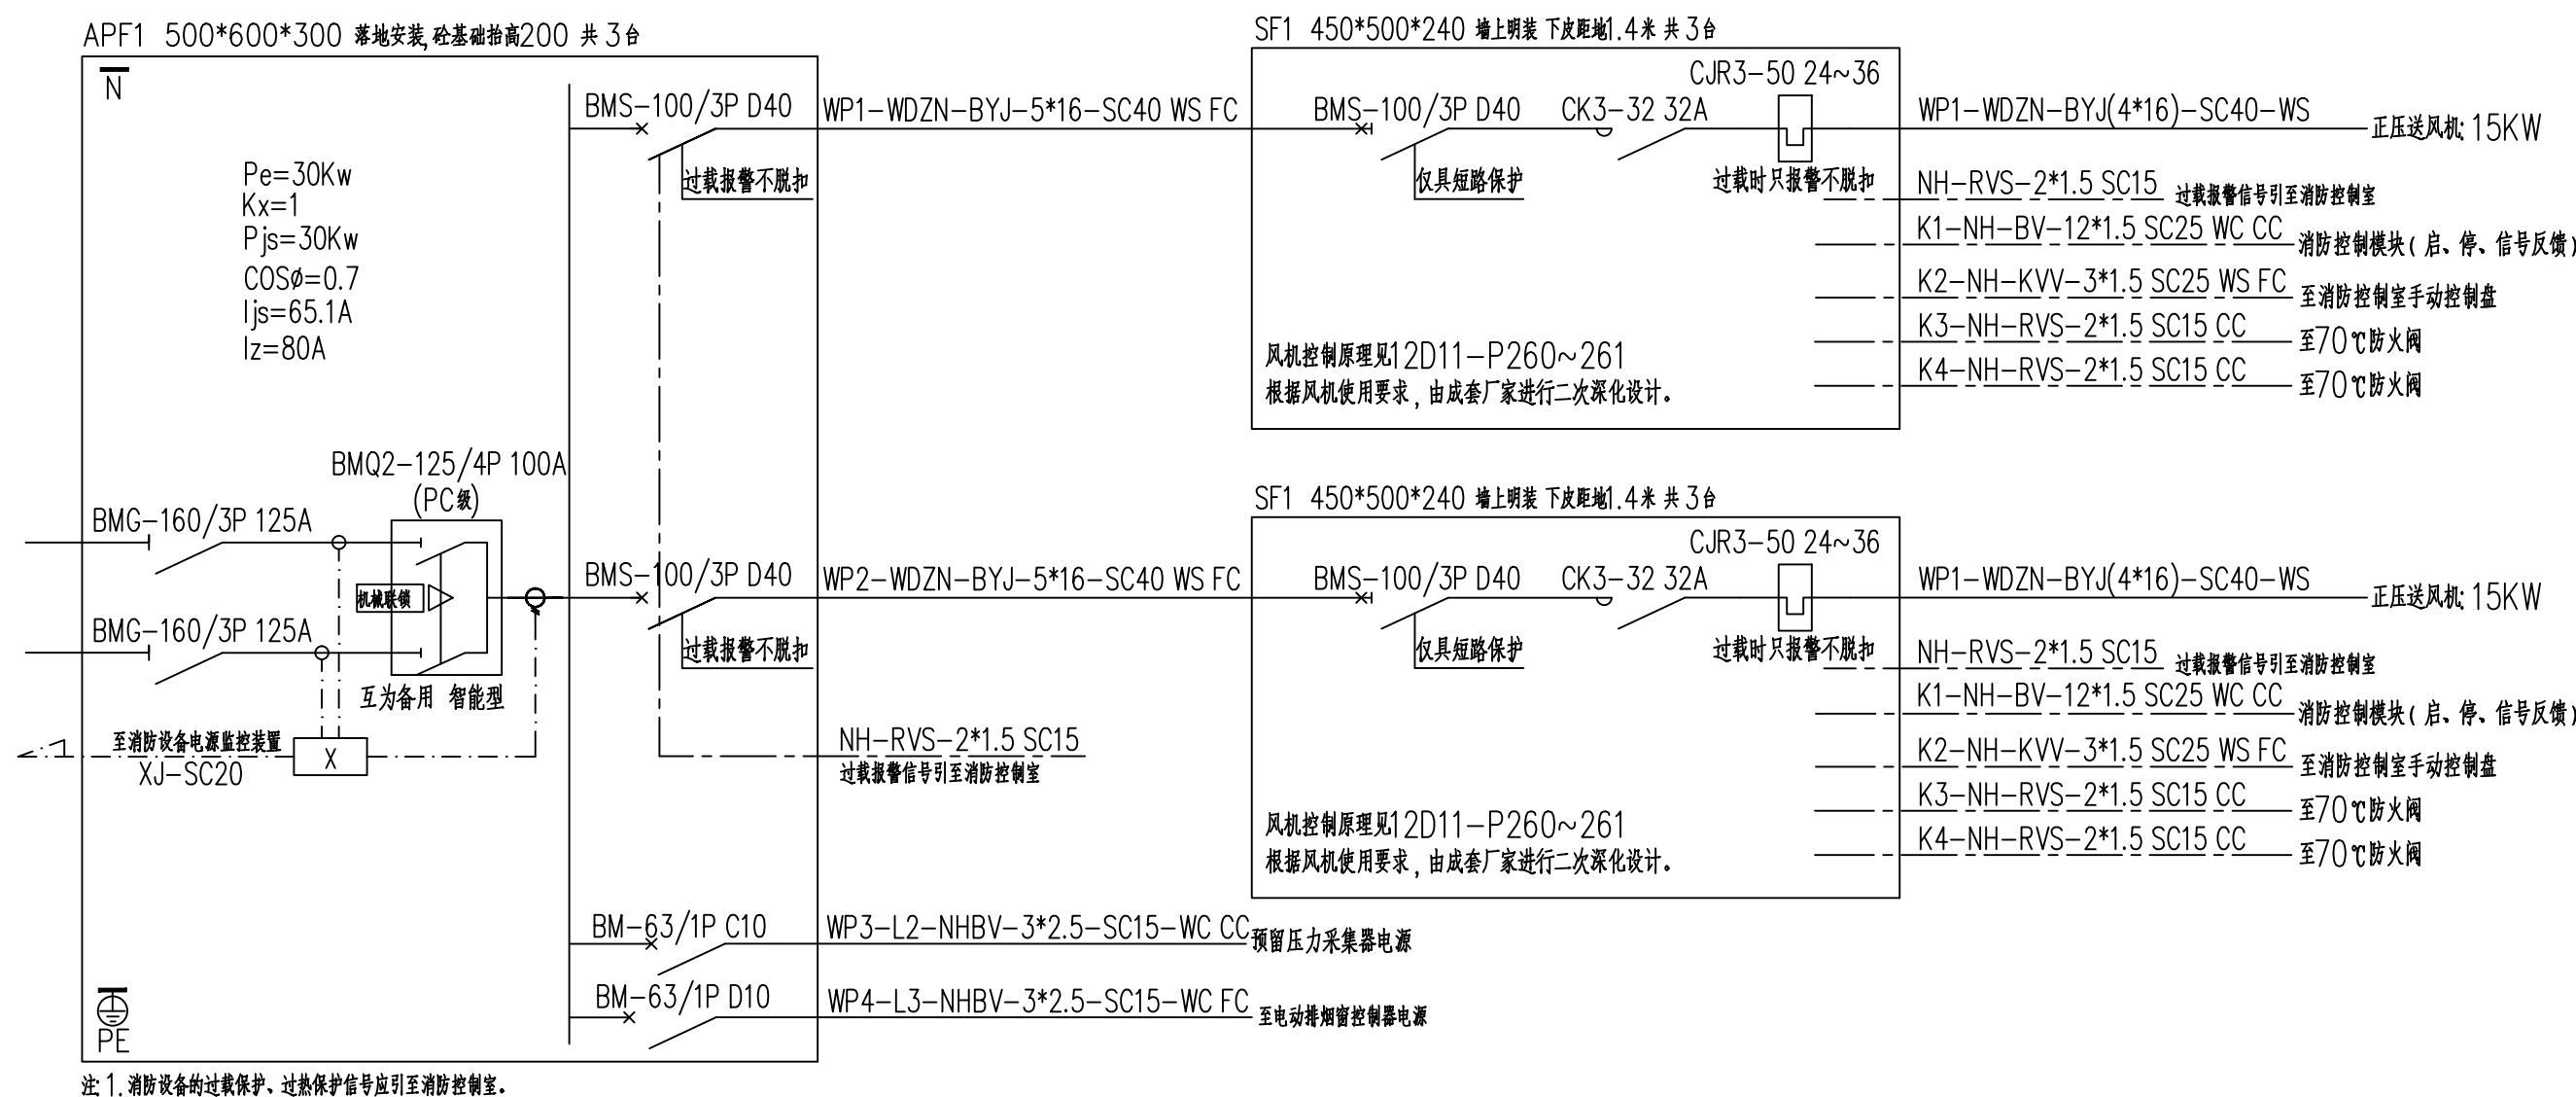 APF1 500*600*300 落地安装,砼基础抬高200 共 3台
N
Pe=30Kw
Kx=1
Pjs=30Kw
COSø=0.7
Ijs=65.1A
Iz=80A
BMQ2-125/4P 100A
(PC级)
BMG-160/3P 125A
机械联锁
BMG-160/3P 125A
互为备用 智能型
至消防设备电源监控装置
XJ-SC20
X
PE
BMS-100/3P D40
过载报警不脱扣
WP1-WDZN-BYJ-5*16-SC40 WS FC
BMS-100/3P D40
过载报警不脱扣
WP2-WDZN-BYJ-5*16-SC40 WS FC
NH-RVS-2*1.5 SC15
过载报警信号引至消防控制室
BM-63/1P C10
WP3-L2-NHBV-3*2.5-SC15-WC CC
预留压力采集器电源
BM-63/1P D10
WP4-L3-NHBV-3*2.5-SC15-WC FC
至电动排烟窗控制器电源
SF1 450*500*240 墙上明装 下皮距地1.4米 共 3台
CJR3-50 24~36
BMS-100/3P D40
CK3-32 32A
仅具短路保护
过载时只报警不脱扣
风机控制原理见12D11-P260~261
根据风机使用要求,由成套厂家进行二次深化设计。
WP1-WDZN-BYJ(4*16)-SC40-WS
正压送风机: 15KW
NH-RVS-2*1.5 SC15
过载报警信号引至消防控制室
K1-NH-BV-12*1.5 SC25 WC CC
消防控制模块(启、停、信号反馈)
K2-NH-KVV-3*1.5 SC25 WS FC
至消防控制室手动控制盘
K3-NH-RVS-2*1.5 SC15 CC
至70℃防火阀
K4-NH-RVS-2*1.5 SC15 CC
至70℃防火阀
SF1 450*500*240 墙上明装 下皮距地1.4米 共 3台
CJR3-50 24~36
BMS-100/3P D40
CK3-32 32A
仅具短路保护
过载时只报警不脱扣
风机控制原理见12D11-P260~261
根据风机使用要求,由成套厂家进行二次深化设计。
WP1-WDZN-BYJ(4*16)-SC40-WS
正压送风机: 15KW
NH-RVS-2*1.5 SC15
过载报警信号引至消防控制室
K1-NH-BV-12*1.5 SC25 WC CC
消防控制模块(启、停、信号反馈)
K2-NH-KVV-3*1.5 SC25 WS FC
至消防控制室手动控制盘
K3-NH-RVS-2*1.5 SC15 CC
至70℃防火阀
K4-NH-RVS-2*1.5 SC15 CC
至70℃防火阀
注: 1. 消防设备的过载保护、过热保护信号应引至消防控制室。